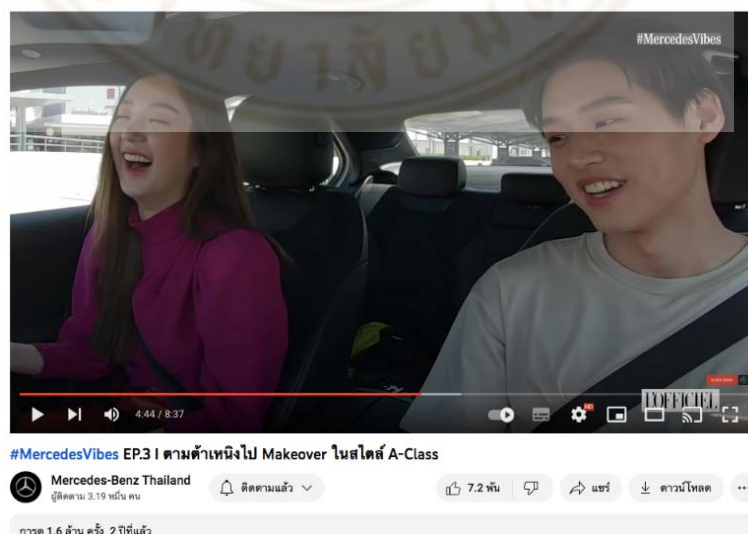 #MercedesVibes
4:44 / 8:37
HD
L'OFFICIEL
#MercedesVibes EP.3 I ตามต้าเหนิงไป Makeover ในสไตล์ A-Class
Mercedes-Benz Thailand
ผู้ติดตาม 3.19 หมื่น คน
ติดตามแล้ว
7.2 พัน
แชร์
ดาวน์โหลด
การดู 1.6 ล้าน ครั้ง 2 ปีที่แล้ว